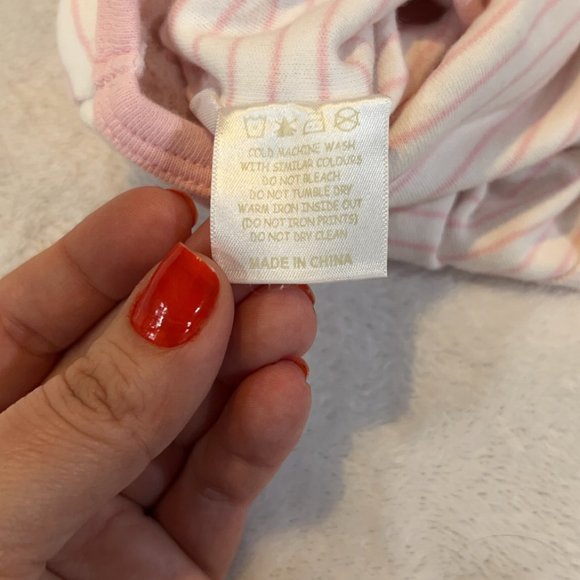 COLD MACHINE WASH
WITH SIMILAR COLOURS
DO NOT BLEACH
DO NOT TUMBLE DRY
WARM IRON INSIDE OUT
(DO NOT IRON PRINTS)
DO NOT DRY CLEAN
MADE IN CHINA